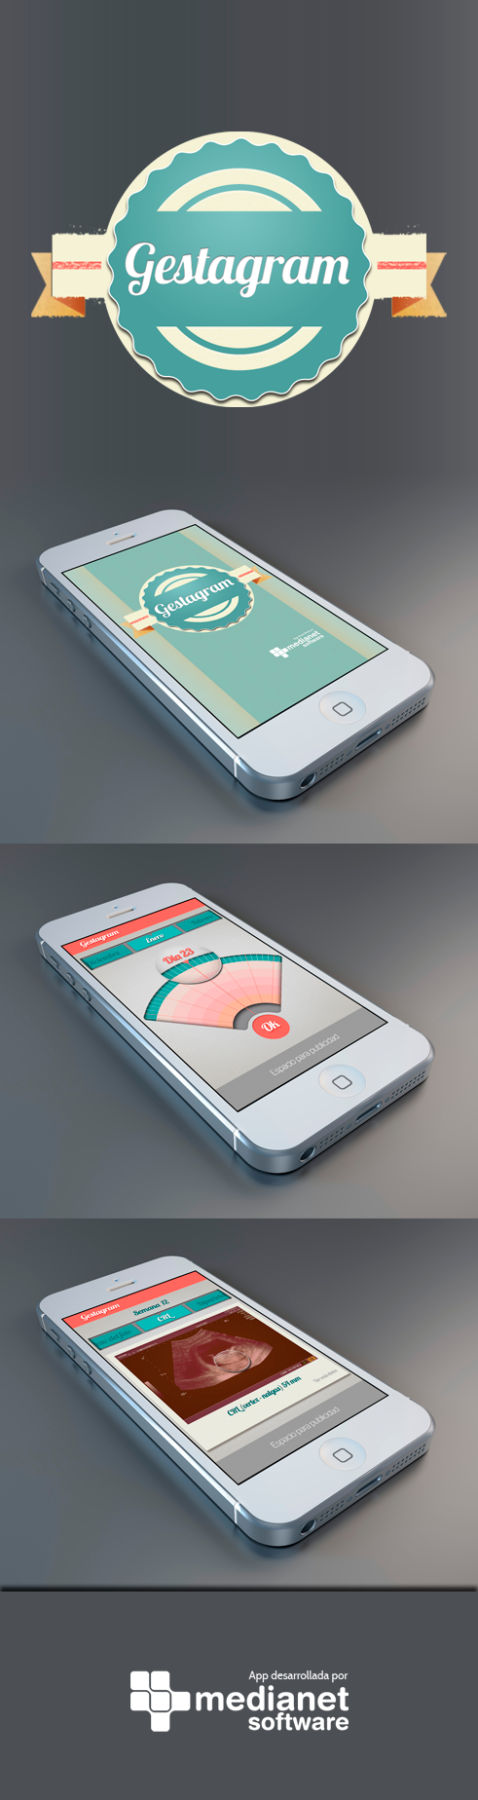 Gestagram
Gestagram
medianet
software
Gestagram
Enero
Día 23
Ok
Espacio para publicidad
Gestagram
Semana 12
CRL
CRL (vertex - nalgas) 54 mm
Espacio para publicidad
App desarrollada por
medianet
software